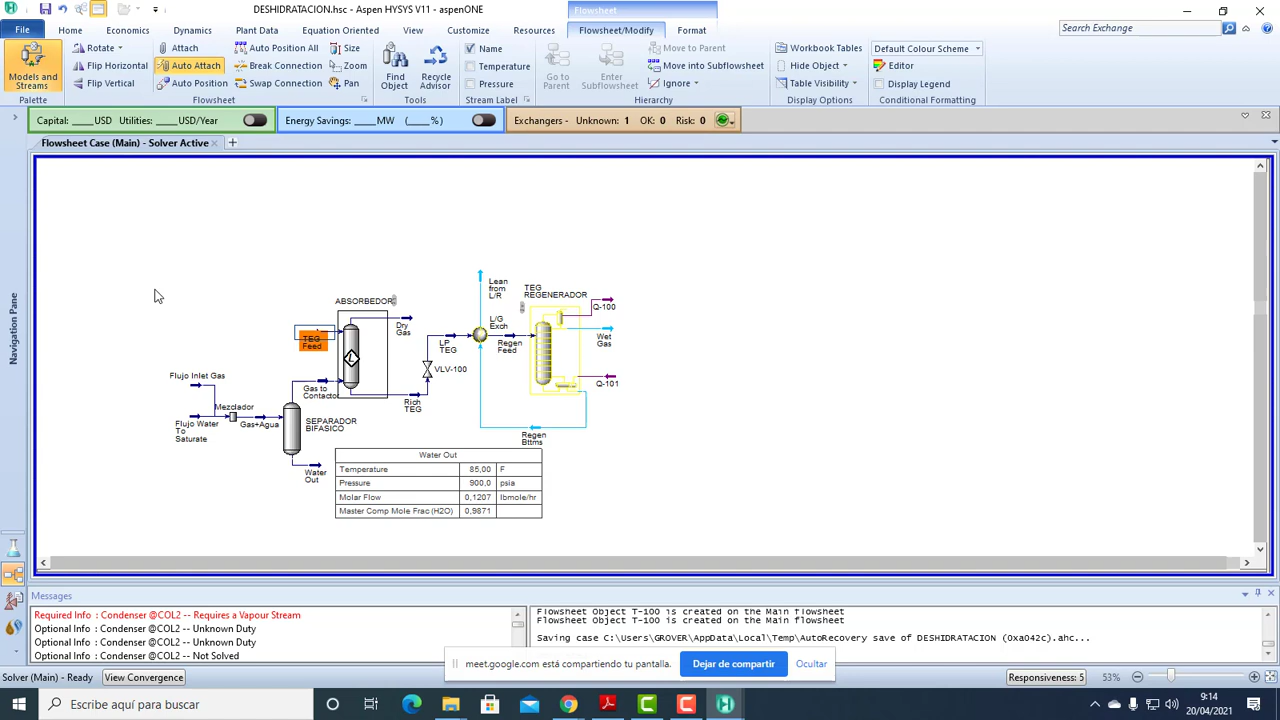 DESHIDRATACION.hsc - Aspen HYSYS V11 - aspenONE
Flowsheet
File Home Economics Dynamics Plant Data Equation Oriented View Customize Resources Flowsheet/Modify Format
Search Exchange
Models and Streams
Palette
Rotate
Flip Horizontal
Flip Vertical
Attach
Auto Attach
Auto Position
Auto Position All
Break Connection
Swap Connection
Size
Zoom
Pan
Flowsheet
Find Object
Recycle Advisor
Tools
Name
Temperature
Pressure
Stream Label
Go to Parent
Enter Subflowsheet
Move to Parent
Move into Subflowsheet
Ignore
Hierarchy
Workbook Tables
Hide Object
Table Visibility
Display Options
Default Colour Scheme
Editor
Display Legend
Conditional Formatting
Capital: ____USD Utilities: ____USD/Year
Energy Savings: ____MW (____%)
Exchangers - Unknown: 1 OK: 0 Risk: 0
Flowsheet Case (Main) - Solver Active
Navigation Pane
Lean
from
L/R
TEG
REGENERADOR
Q-100
ABSORBEDOR
L/G
Exch
Dry
Gas
LP
TEG
TEG
Feed
Regen
Feed
Wet
Gas
VLV-100
Flujo Inlet Gas
Gas to
Contactor
Q-101
Rich
TEG
Mezclador
Flujo Water
To
Saturate
Gas+Agua
SEPARADOR
BIFASICO
Regen
Bttms
Water
Out
Water Out
Temperature 85,00 F
Pressure 900,0 psia
Molar Flow 0,1207 lbmole/hr
Master Comp Mole Frac (H2O) 0,9871
Messages
Required Info : Condenser @COL2 -- Requires a Vapour Stream
Optional Info : Condenser @COL2 -- Unknown Duty
Optional Info : Condenser @COL2 -- Unknown Duty
Optional Info : Condenser @COL2 -- Not Solved
Flowsheet Object T-100 is created on the Main flowsheet
Flowsheet Object T-100 is created on the Main flowsheet
Saving case C:\Users\GROVER\AppData\Local\Temp\AutoRecovery save of DESHIDRATACION (0xa042c).ahc...
meet.google.com está compartiendo tu pantalla. Dejar de compartir Ocultar
Solver (Main) - Ready View Convergence Responsiveness: 5 53%
Escribe aquí para buscar
9:14
20/04/2021